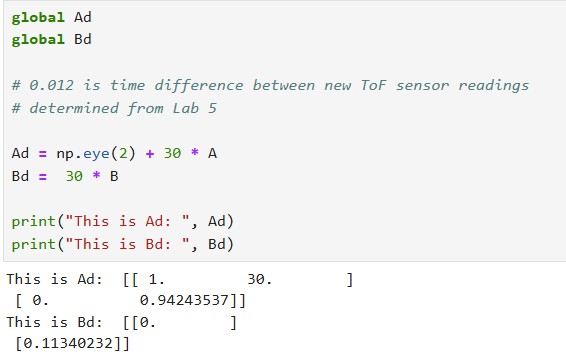 global Ad
global Bd
# 0.012 is time difference between new ToF sensor readings
# determined from Lab 5
Ad = np.eye(2) + 30 * A
Bd =  30 * B
print("This is Ad: ", Ad)
print("This is Bd: ", Bd)
This is Ad:  [[ 1.         30.        ]
 [ 0.          0.94243537]]
This is Bd:  [[0.        ]
 [0.11340232]]